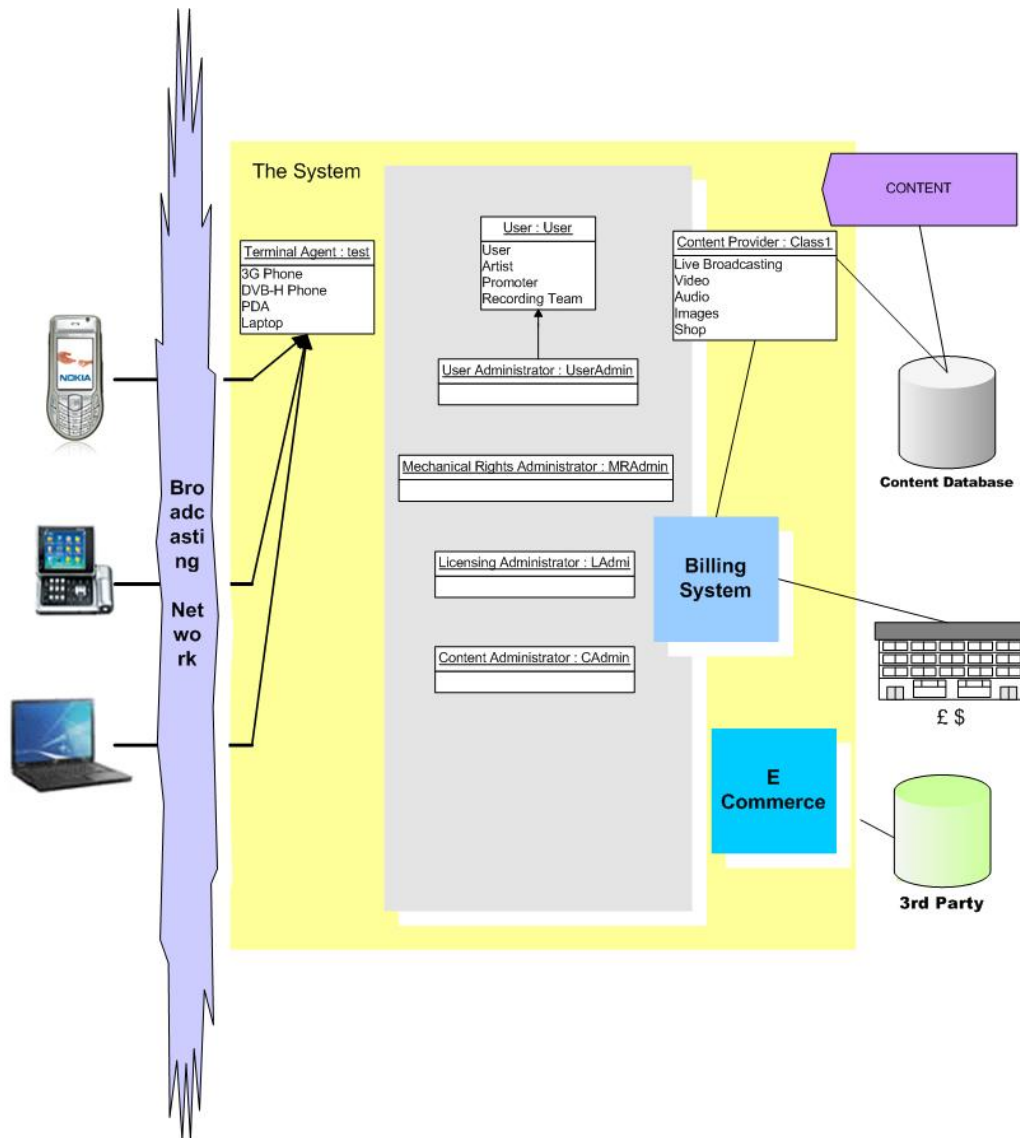 The System
CONTENT
Terminal Agent : test
3G Phone
DVB-H Phone
PDA
Laptop
User : User
User
Artist
Promoter
Recording Team
Content Provider : Class1
Live Broadcasting
Video
Audio
Images
Shop
User Administrator : UserAdmin
NOKIA
Mechanical Rights Administrator : MRAdmin
Content Database
Bro
adc
asti
ng
Net
wo
rk
Licensing Administrator : LAdmi
Billing
System
Content Administrator : CAdmin
£ $
E
Commerce
3rd Party